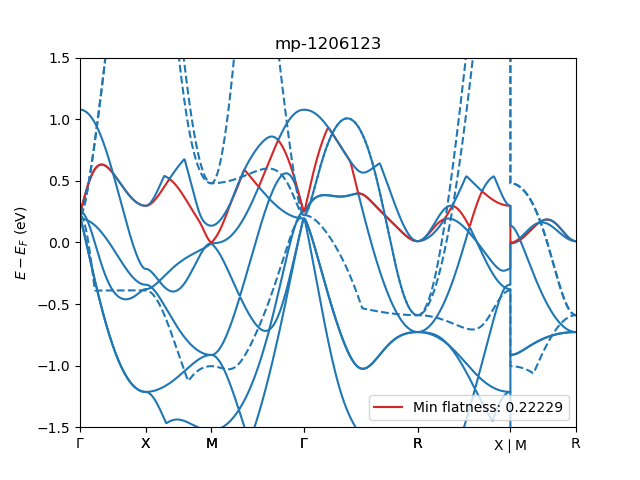 mp-1206123
1.5
1.0
0.5
0.0
−0.5
−1.0
−1.5
E − E_F (eV)
Min flatness: 0.22229
Γ X M Γ R X | M R